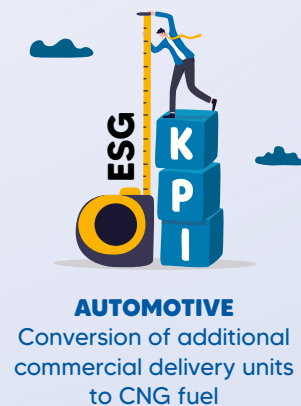 ESG
K
P
I
AUTOMOTIVE
Conversion of additional
commercial delivery units
to CNG fuel